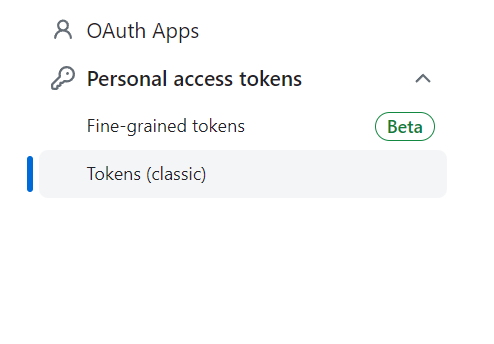 OAuth Apps
Personal access tokens
Fine-grained tokens Beta
Tokens (classic)